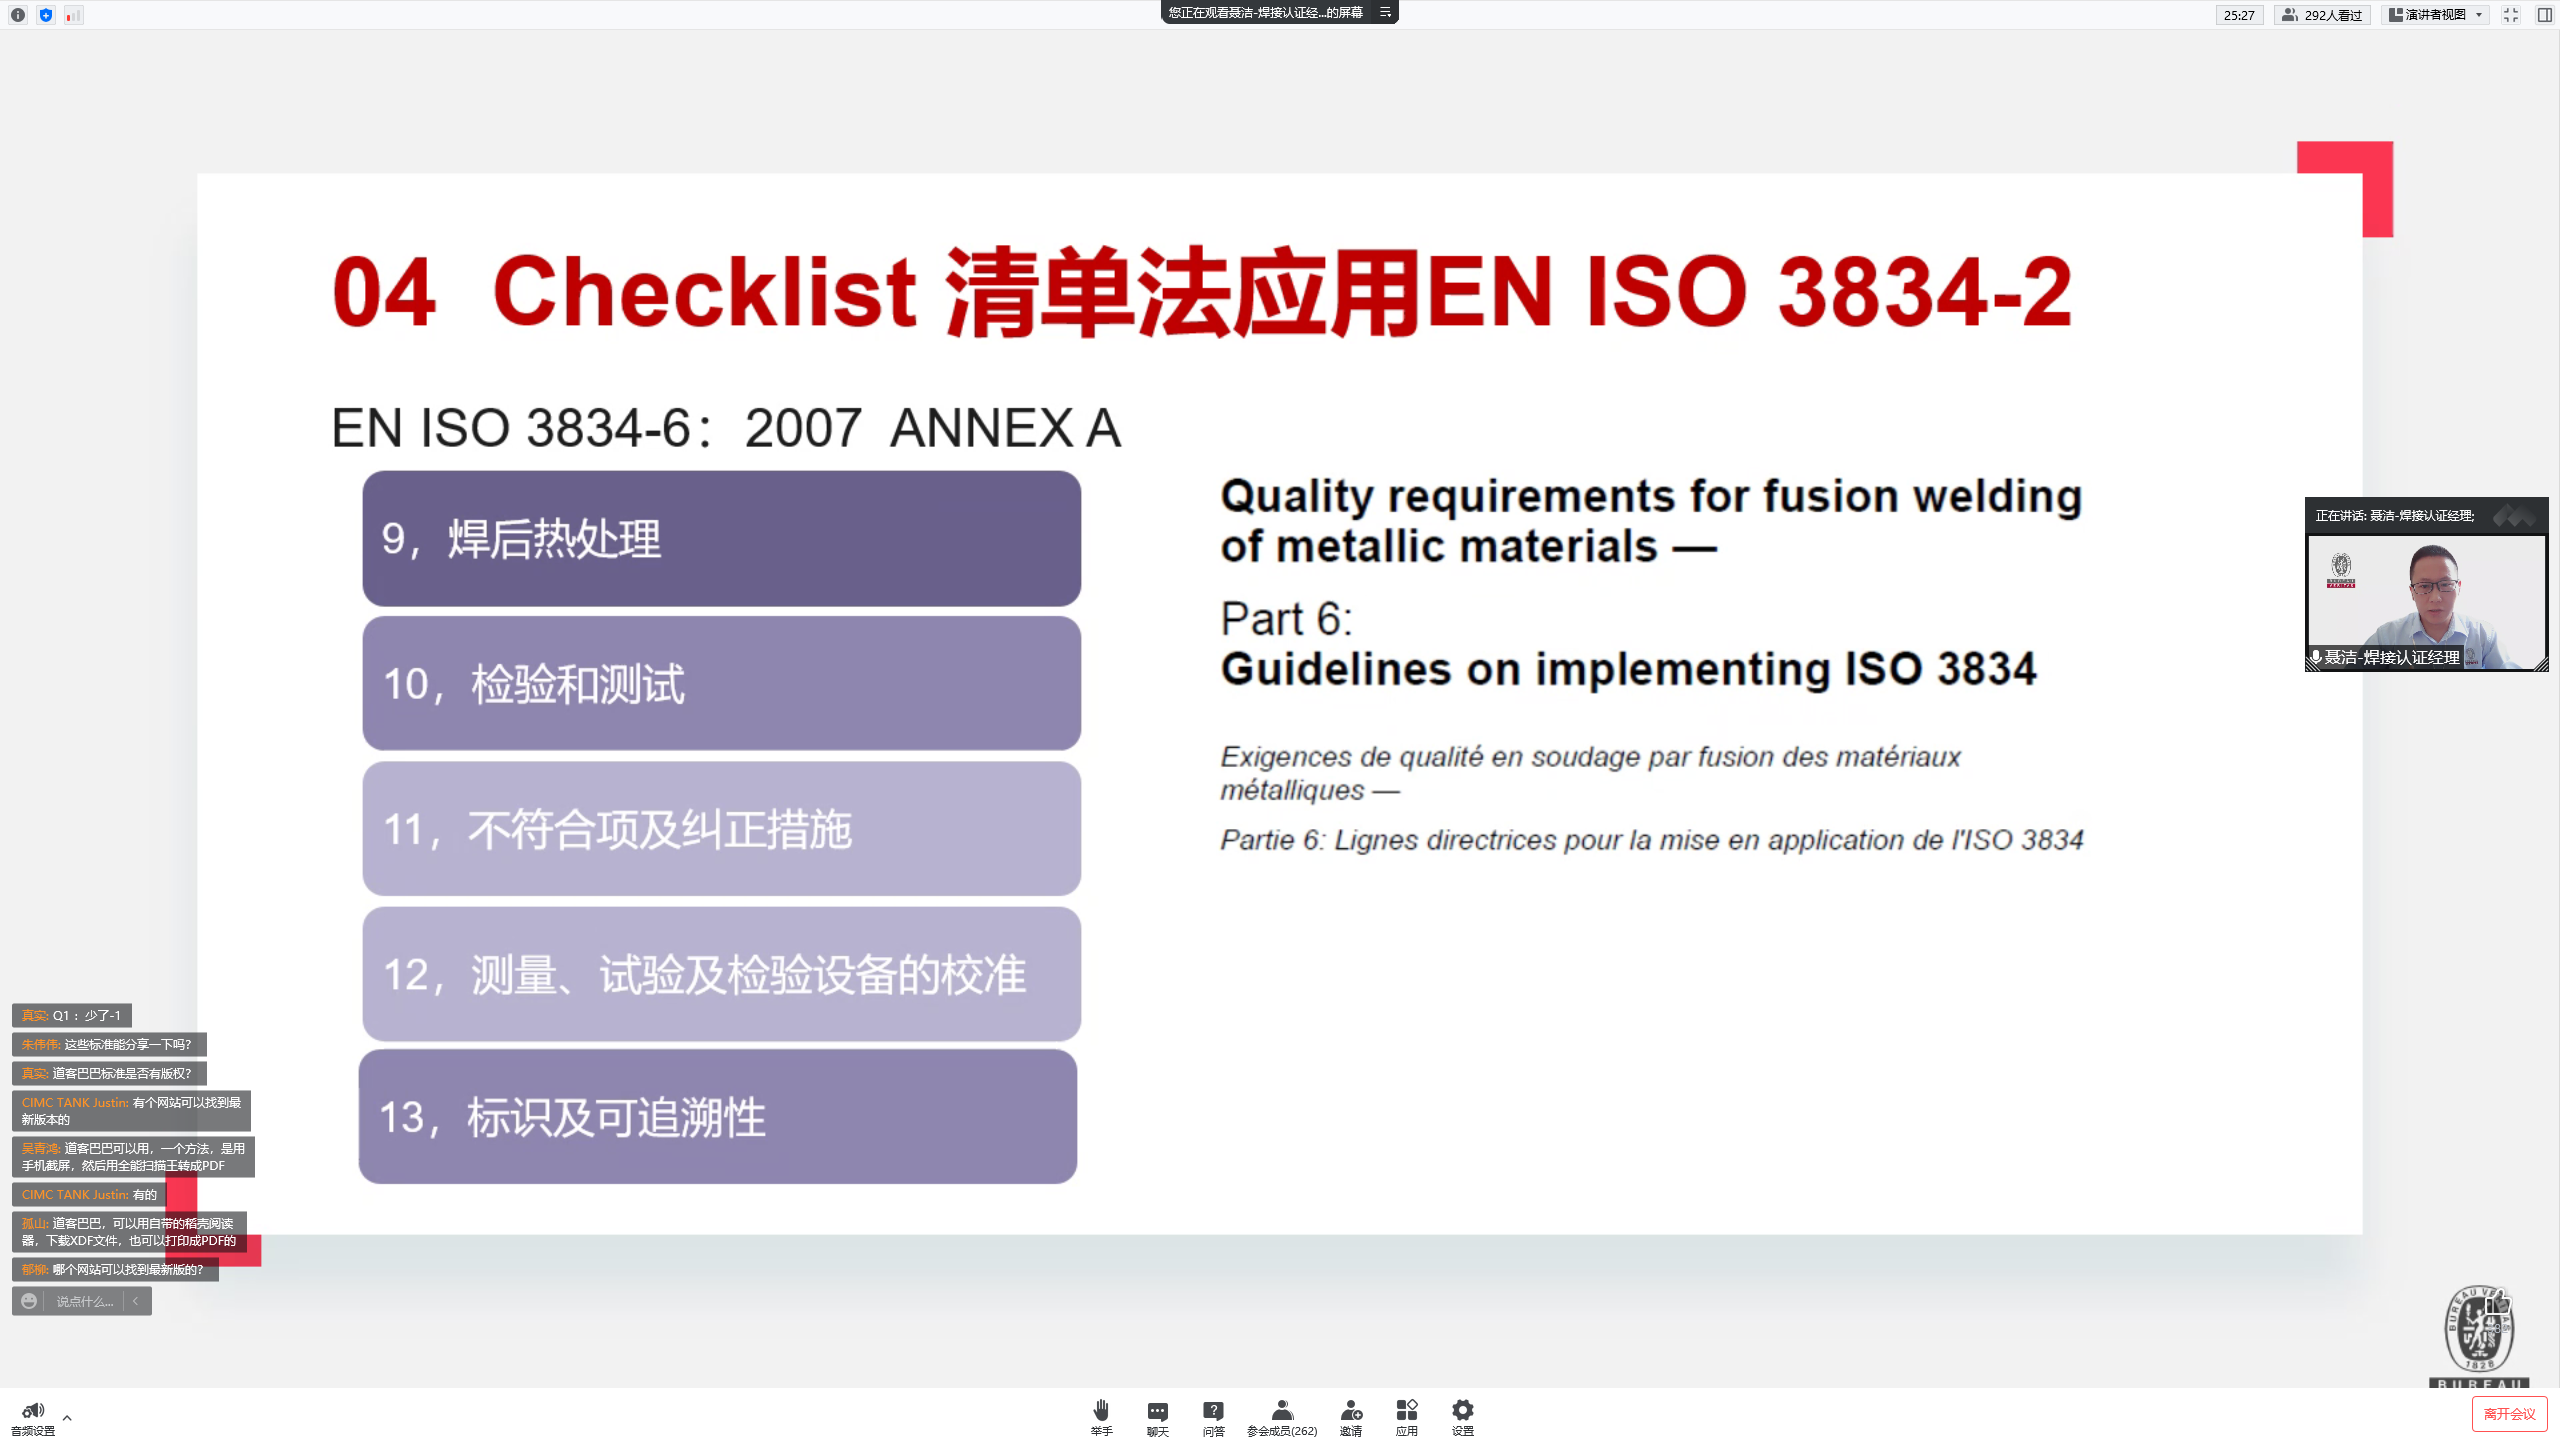 您正在观看聂洁-焊接认证经...的屏幕
25:27
292人看过
演讲者视图
04 Checklist 清单法应用EN ISO 3834-2
EN ISO 3834-6：2007 ANNEX A
9，焊后热处理
10，检验和测试
11，不符合项及纠正措施
12，测量、试验及检验设备的校准
13，标识及可追溯性
Quality requirements for fusion welding
of metallic materials —
Part 6:
Guidelines on implementing ISO 3834
Exigences de qualité en soudage par fusion des matériaux
métalliques —
Partie 6: Lignes directrices pour la mise en application de l'ISO 3834
正在讲话: 聂洁-焊接认证经理;
聂洁-焊接认证经理
真实: Q1： 少了-1
朱伟伟: 这些标准能分享一下吗?
真实: 道客巴巴标准是否有版权?
CIMC TANK Justin: 有个网站可以找到最
新版本的
吴青鸿: 道客巴巴可以用，一个方法，是用
手机截屏，然后用全能扫描王转成PDF
CIMC TANK Justin: 有的
孤山: 道客巴巴，可以用自带的稻壳阅读
器，下载XDF文件，也可以打印成PDF的
郁柳: 哪个网站可以找到最新版的?
说点什么...
BUREAU VERITAS
1828
BUREAU
音频设置
举手
聊天
问答
参会成员(262)
邀请
应用
设置
离开会议